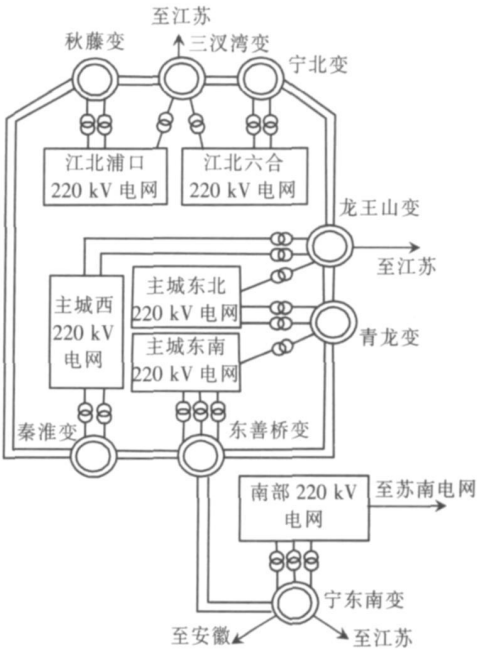 至江苏
秋藤变
三汊湾变
宁北变
江北浦口
220 kV 电网
江北六合
220 kV 电网
龙王山变
至江苏
主城西
220 kV
电网
主城东北
220 kV 电网
主城东南
220 kV 电网
青龙变
秦淮变
东善桥变
南部 220 kV
电网
至苏南电网
宁东南变
至安徽
至江苏